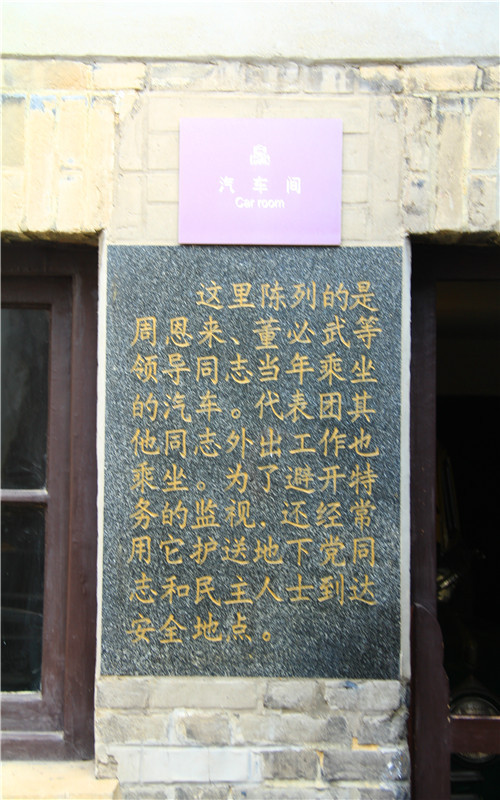 汽车间
Car room
这里陈列的是
周恩来、董必武等
领导同志当年乘坐
的汽车。代表团其
他同志外出工作也
乘坐。为了避开特
务的监视，还经常
用它护送地下党同
志和民主人士到达
安全地点。